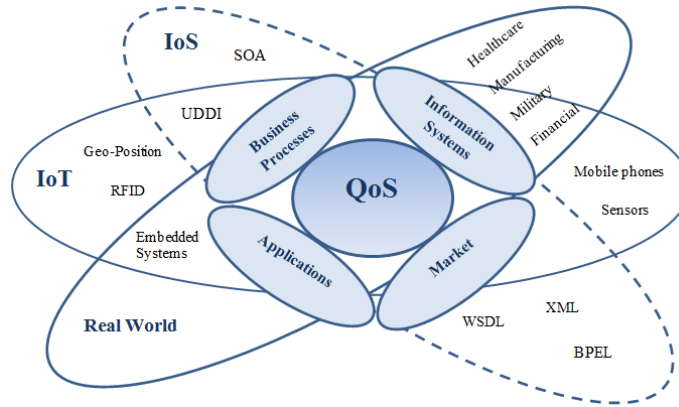 IoS
SOA
UDDI
Healthcare
Manufacturing
Military
Financial
Business
Processes
Information
Systems
Geo-Position
IoT
RFID
QoS
Mobile phones
Sensors
Embedded
Systems
Applications
Market
Real World
WSDL
XML
BPEL